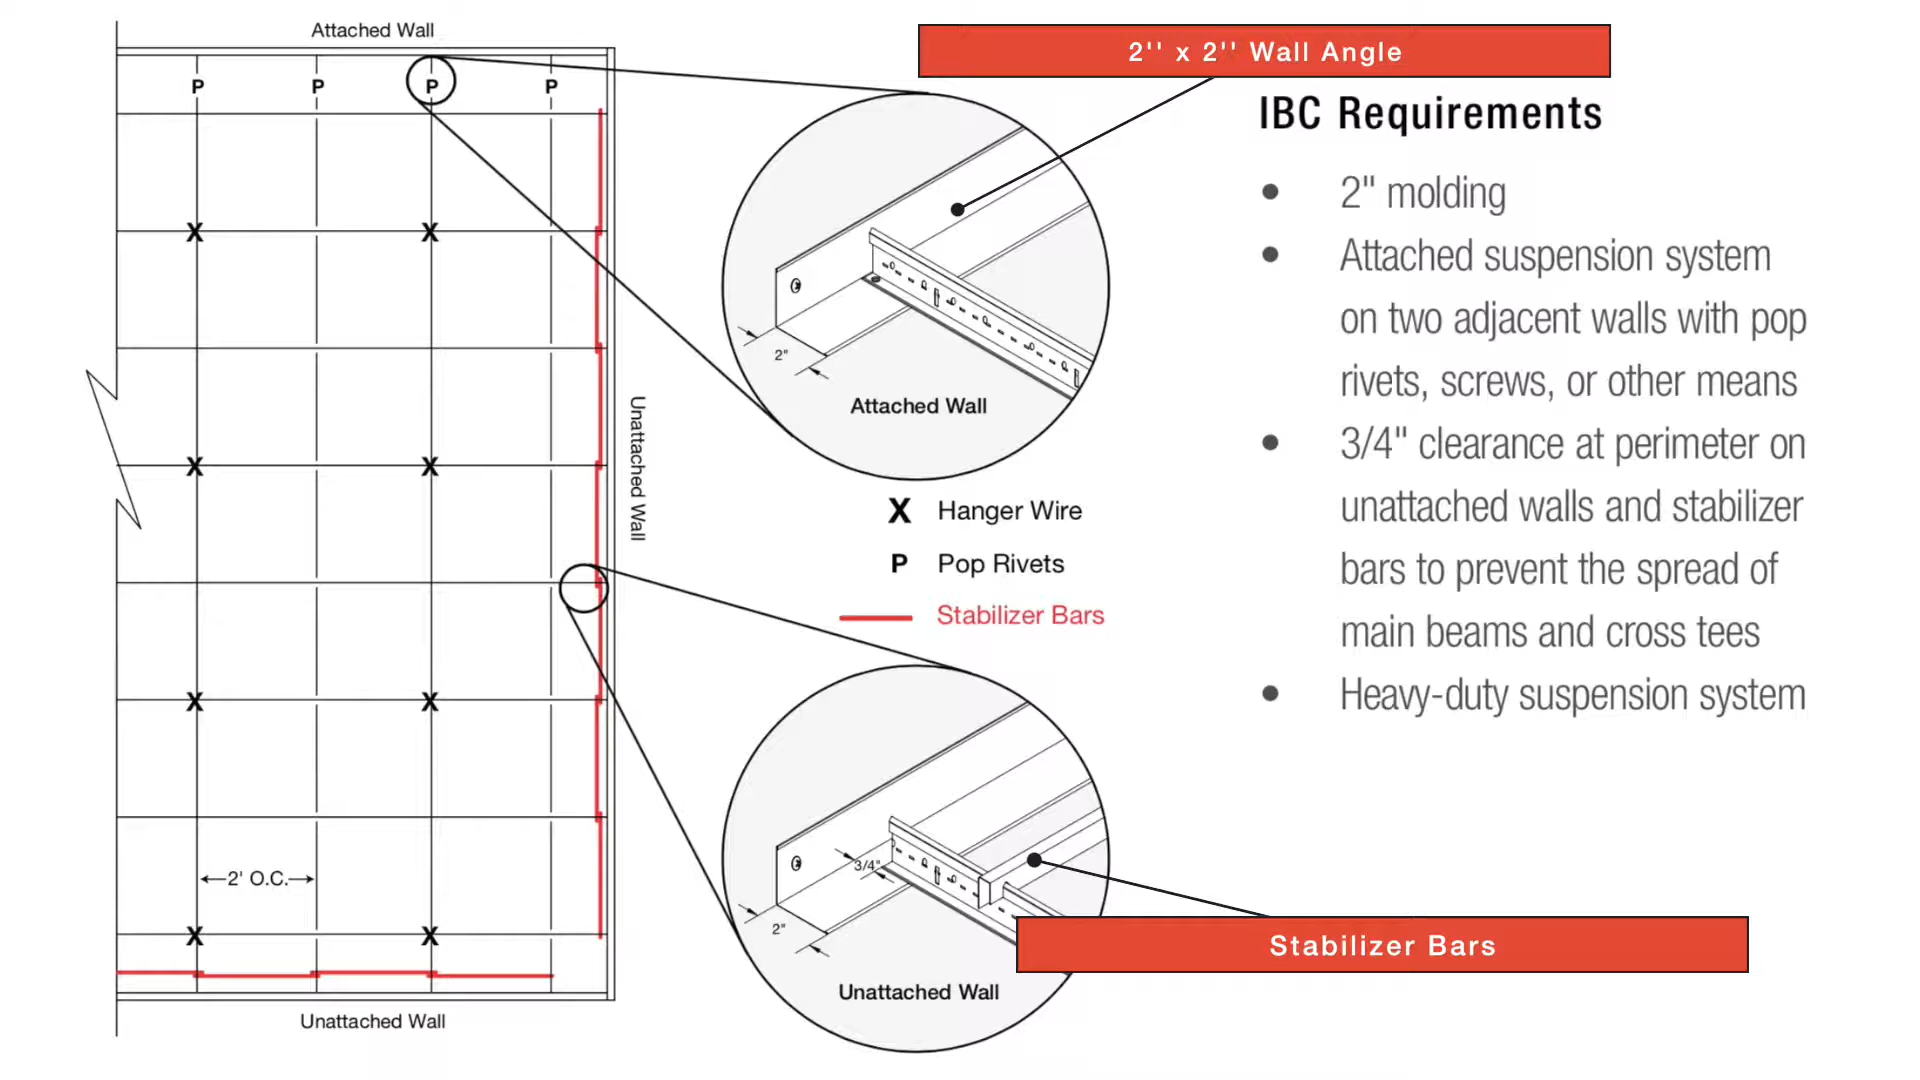 Attached Wall
P P P P
X X
X X
X X
2' O.C.
X X
Unattached Wall
Unattached Wall
2'' x 2'' Wall Angle
2"
Attached Wall
X Hanger Wire
P Pop Rivets
Stabilizer Bars
3/4"
2"
Unattached Wall
Stabilizer Bars
IBC Requirements
• 2" molding
• Attached suspension system
on two adjacent walls with pop
rivets, screws, or other means
• 3/4" clearance at perimeter on
unattached walls and stabilizer
bars to prevent the spread of
main beams and cross tees
• Heavy-duty suspension system